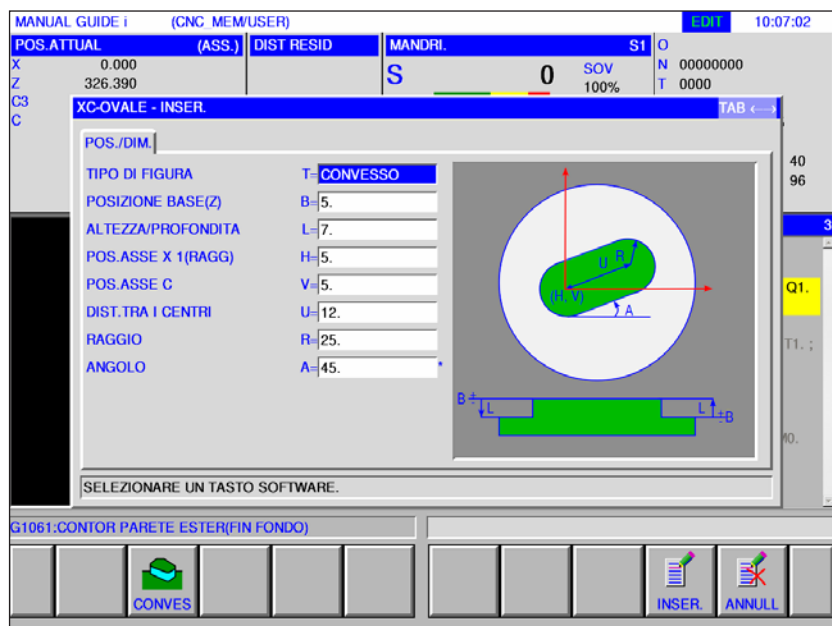 MANUAL GUIDE i (CNC_MEM/USER) EDIT 10:07:02
POS.ATTUAL (ASS.) DIST RESID MANDRI. S1 O
X 0.000
Z 326.390
C3
C
S 0 SOV
100%
N 00000000
T 0000
40
96
XC-OVALE - INSER. TAB
POS./DIM.
TIPO DI FIGURA T=CONVESSO
POSIZIONE BASE(Z) B=5.
ALTEZZA/PROFONDITA L=7.
POS.ASSE X 1(RAGG) H=5.
POS.ASSE C V=5.
DIST.TRA I CENTRI U=12.
RAGGIO R=25.
ANGOLO A=45. *
U R
(H, V)
A
B ± L L ±B
3
Q1.
T1. ;
M0.
SELEZIONARE UN TASTO SOFTWARE.
G1061:CONTOR PARETE ESTER(FIN FONDO)
CONVES INSER. ANNULL